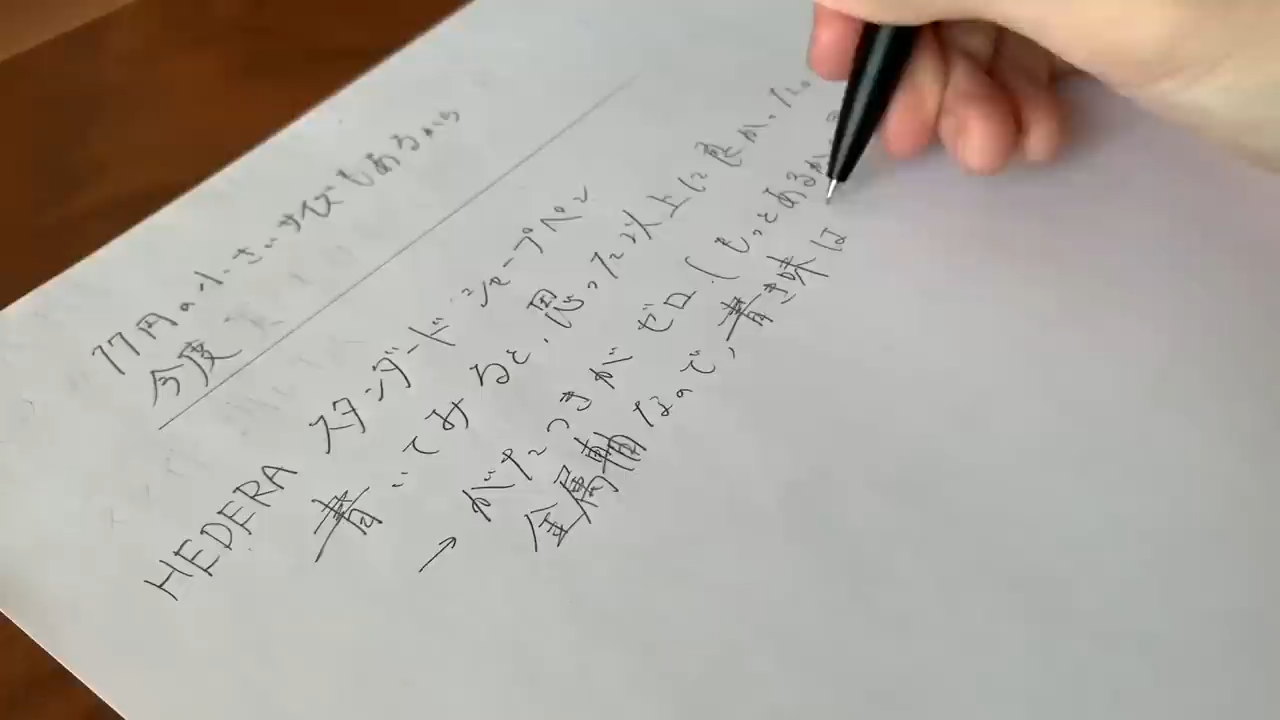 77円の小さいサイズもあるから
今度
HEDERA スタンダード シャープペン
書いてみると、思った以上に良かった。
→ がたつきが ゼロ (もっとあるか
金属軸なので、書き味は